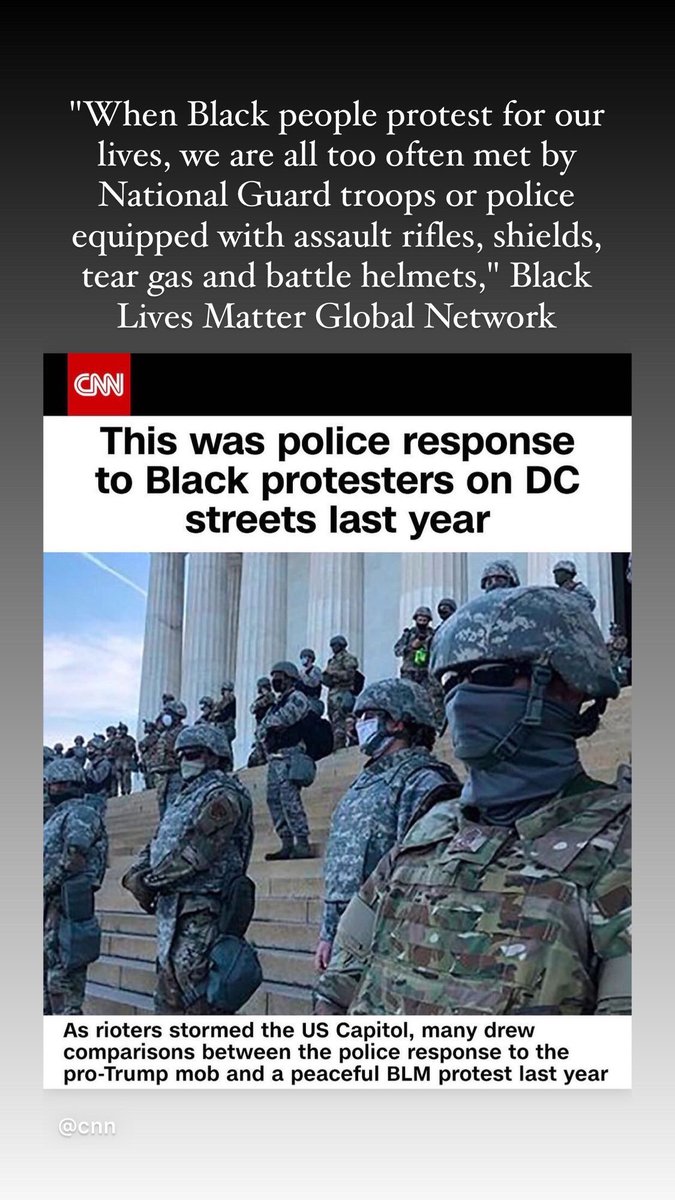 "When Black people protest for our
lives, we are all too often met by
National Guard troops or police
equipped with assault rifles, shields,
tear gas and battle helmets," Black
Lives Matter Global Network
CNN
This was police response
to Black protesters on DC
streets last year
As rioters stormed the US Capitol, many drew
comparisons between the police response to the
pro-Trump mob and a peaceful BLM protest last year
@cnn